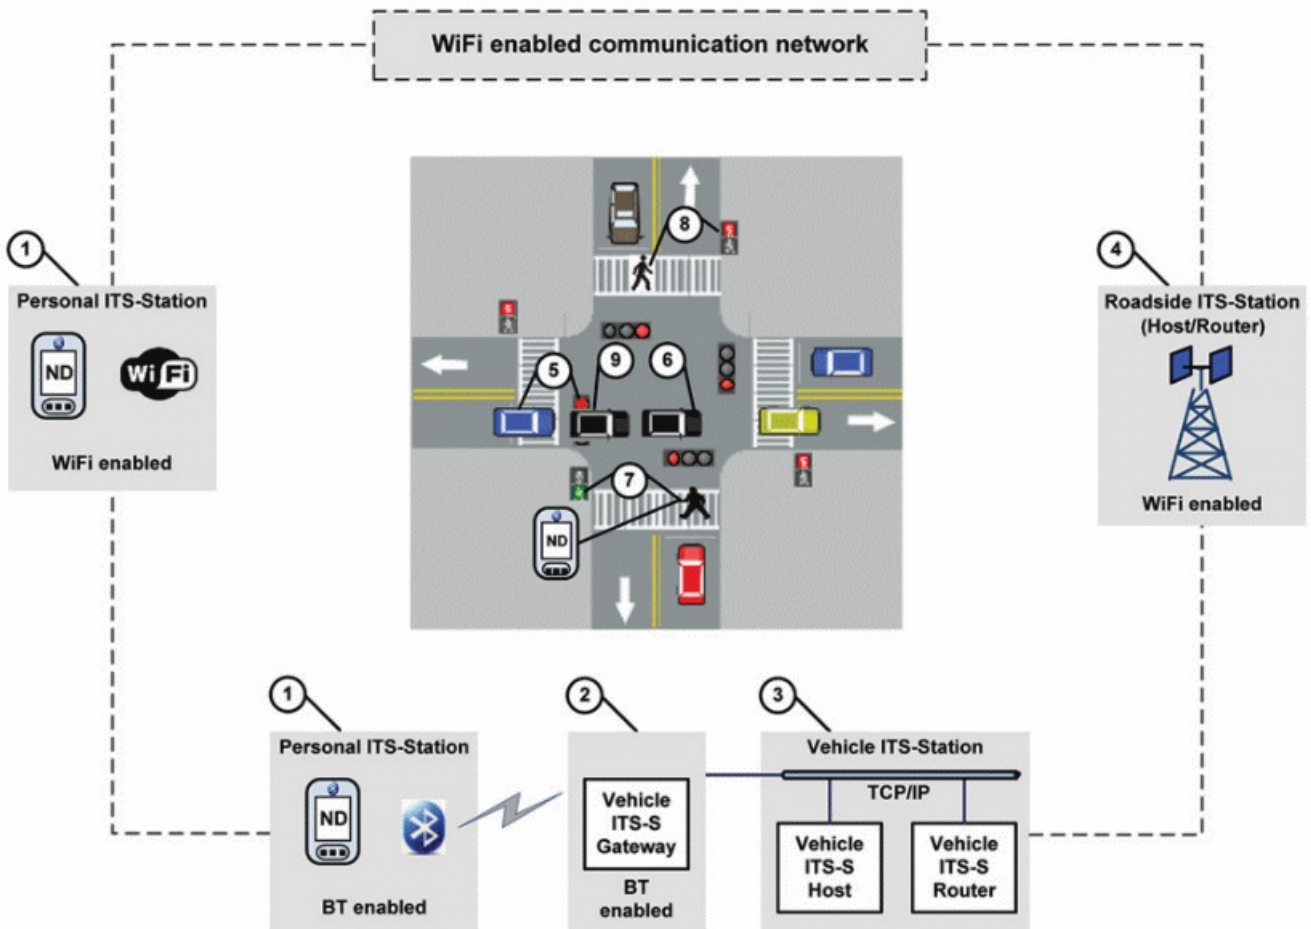 WiFi enabled communication network
1
Personal ITS-Station
ND
WiFi
WiFi enabled
8
5
9
6
7
ND
4
Roadside ITS-Station
(Host/Router)
WiFi enabled
1
Personal ITS-Station
ND
BT enabled
2
Vehicle
ITS-S
Gateway
BT
enabled
3
Vehicle ITS-Station
TCP/IP
Vehicle
ITS-S
Host
Vehicle
ITS-S
Router